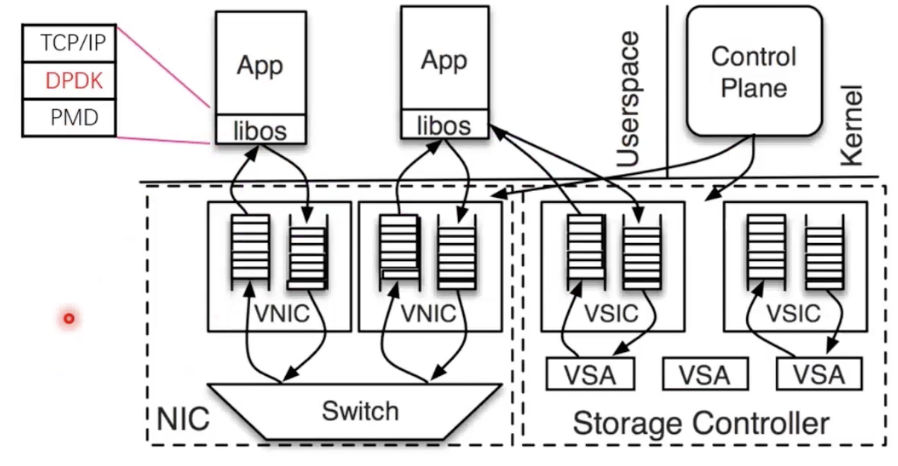 TCP/IP
DPDK
PMD
App
libos
App
libos
Userspace
Control
Plane
Kernel
VNIC
VNIC
VSIC
VSIC
VSA
VSA
VSA
NIC
Switch
Storage Controller